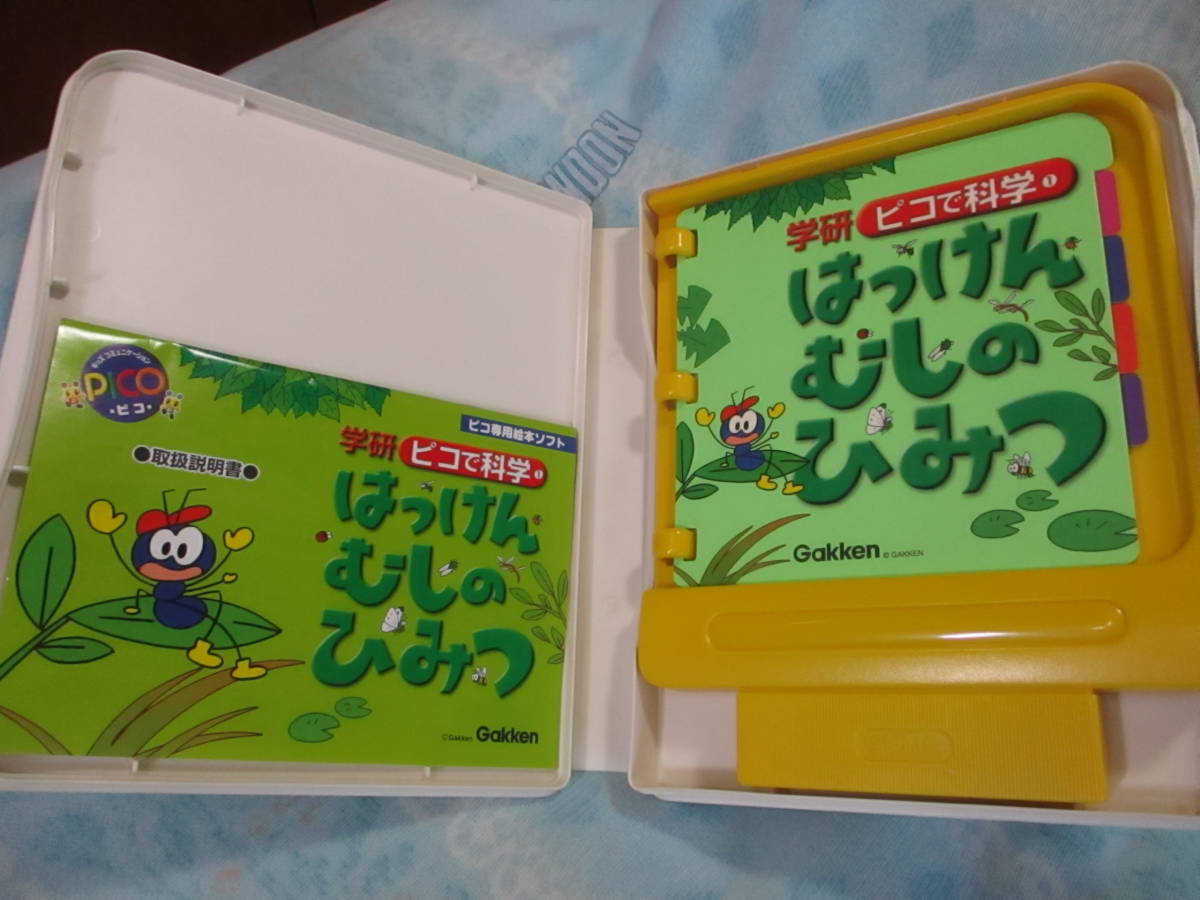 キッズ コミュニケーション
PICO
・ピコ・
ピコ専用絵本ソフト
●取扱説明書●
学研 ピコで科学 1
はっけん
むしの
ひみつ
©Gakken Gakken
学研 ピコで科学 1
はっけん
むしの
ひみつ
Gakken © GAKKEN